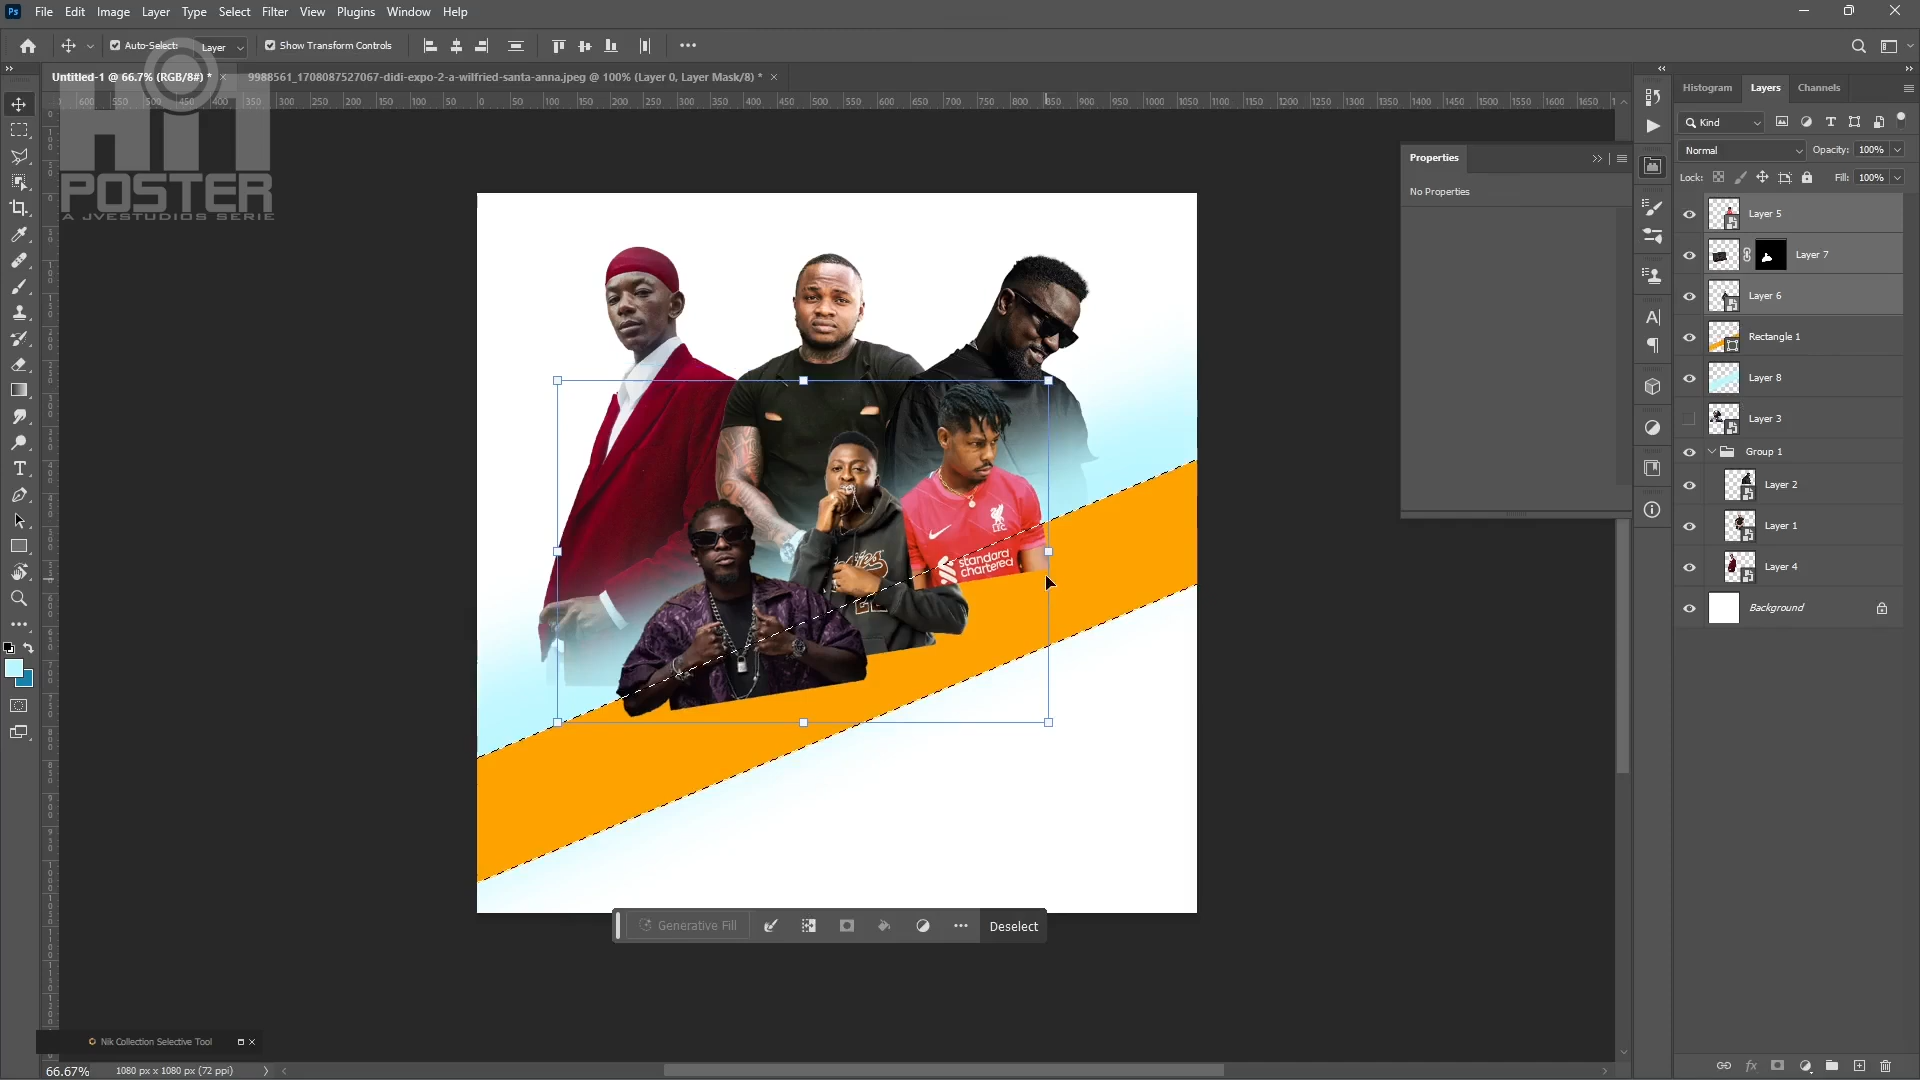 Ps File Edit Image Layer Type Select Filter View Plugins Window Help
Auto-Select: Layer Show Transform Controls
Untitled-1 @ 66.7% (RGB/8#) * × 9988561_1708087527067-didi-expo-2-a-wilfried-santa-anna.jpeg @ 100% (Layer 0, Layer Mask/8) * ×
HIT
POSTER
A JVESTUDIOS SERIE
Histogram Layers Channels
Kind
Normal Opacity: 100%
Lock: Fill: 100%
Properties
No Properties
Layer 5
Layer 7
Layer 6
Rectangle 1
Layer 8
Layer 3
Group 1
Layer 2
Layer 1
Layer 4
Background
LFC
standard
chartered
Generative Fill Deselect
Nik Collection Selective Tool
66.67% 1080 px x 1080 px (72 ppi)